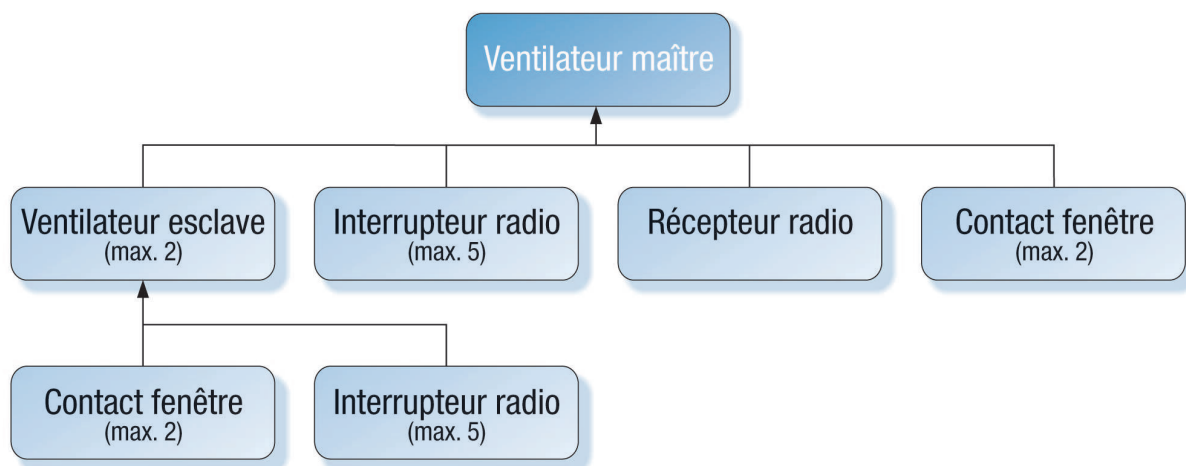 Ventilateur maître
Ventilateur esclave
(max. 2)
Interrupteur radio
(max. 5)
Récepteur radio
Contact fenêtre
(max. 2)
Contact fenêtre
(max. 2)
Interrupteur radio
(max. 5)